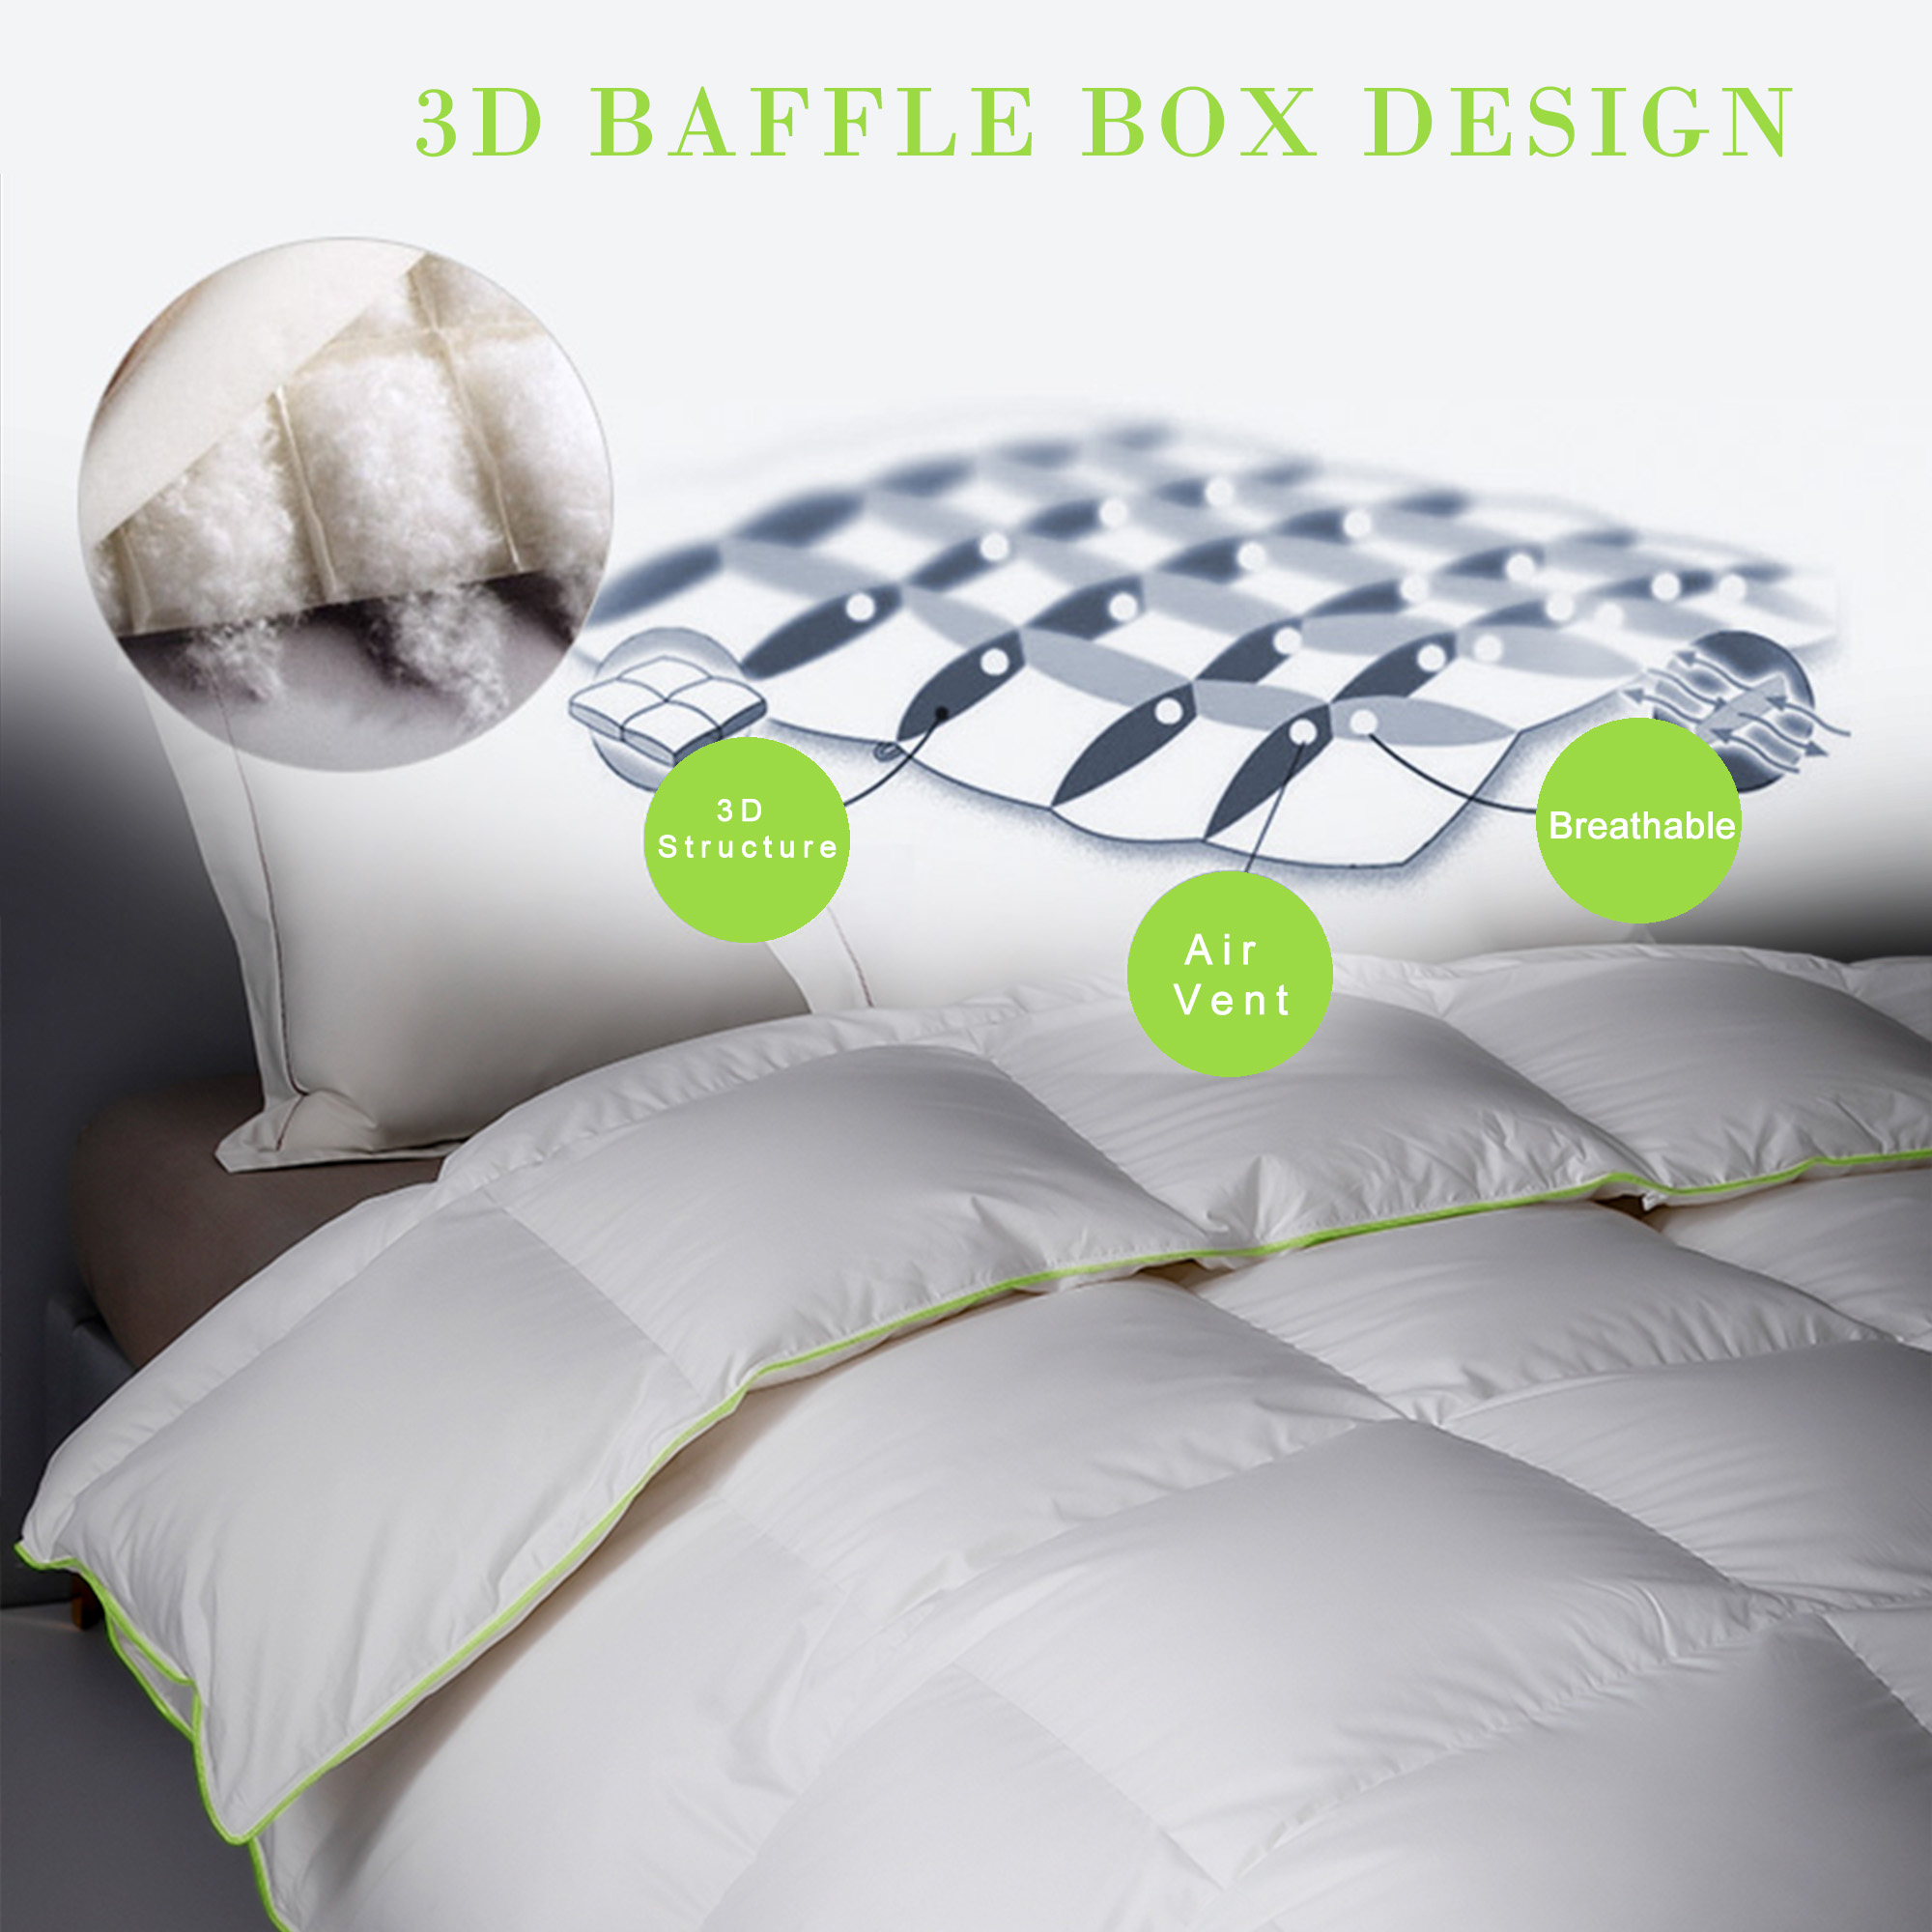 3D BAFFLE BOX DESIGN
3D
Structure
Air
Vent
Breathable